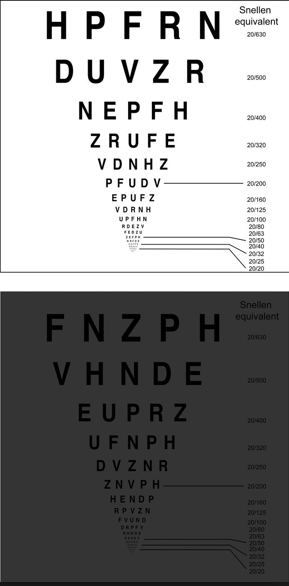 Snellen
equivalent
H P F R N 20/630
D U V Z R 20/500
N E P F H 20/400
Z R U F E 20/320
V D N H Z 20/250
P F U D V 20/200
E P U F Z 20/160
V D R N H 20/125
U P F H N 20/100
R D E Z V 20/80
20/63
20/50
20/40
20/32
20/25
20/20
Snellen
equivalent
F N Z P H 20/630
V H N D E 20/500
E U P R Z 20/400
U F N P H 20/320
D V Z N R 20/250
Z N V P H 20/200
H E N D P 20/160
R P V Z N 20/125
F V U N D 20/100
20/80
20/63
20/50
20/40
20/32
20/25
20/20